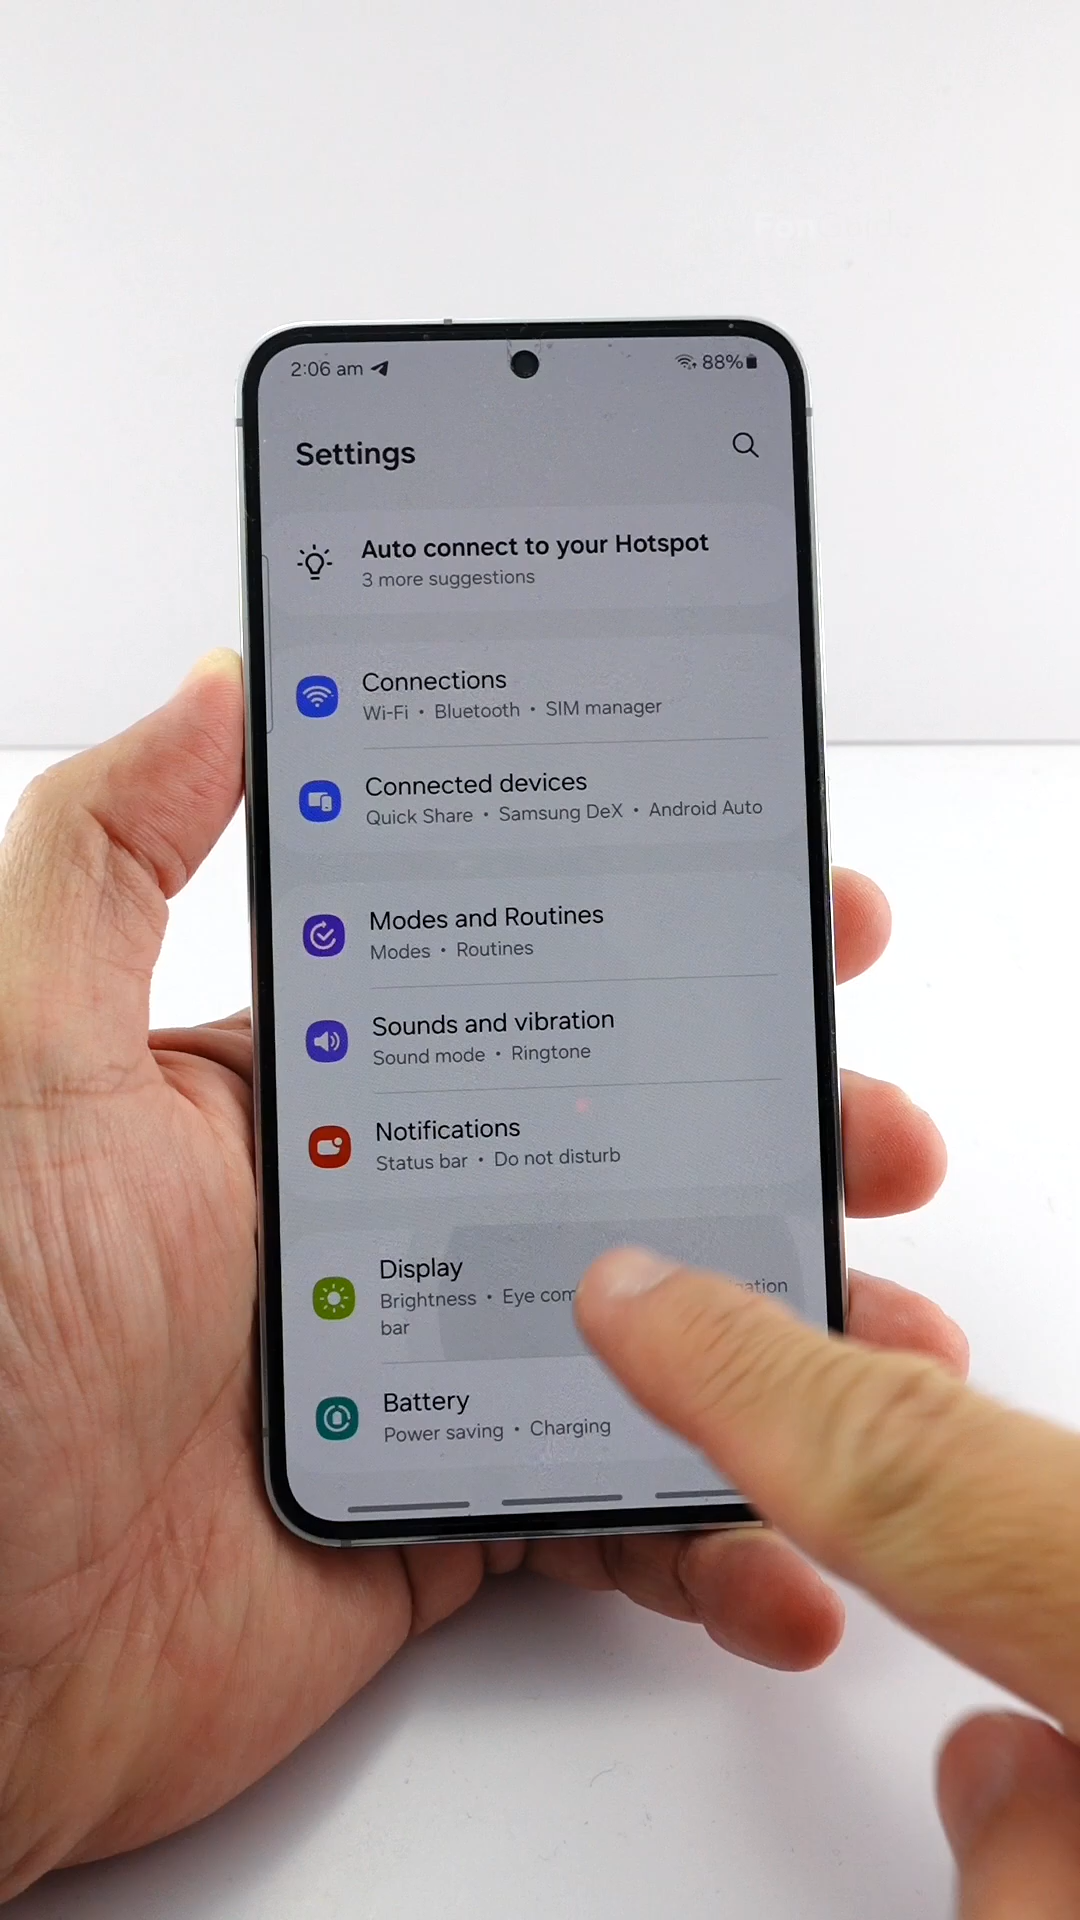 2:06 am 88%
Settings
Auto connect to your Hotspot
3 more suggestions
Connections
Wi-Fi • Bluetooth • SIM manager
Connected devices
Quick Share • Samsung DeX • Android Auto
Modes and Routines
Modes • Routines
Sounds and vibration
Sound mode • Ringtone
Notifications
Status bar • Do not disturb
Display
Brightness • Eye
bar
Battery
Power saving • Charging